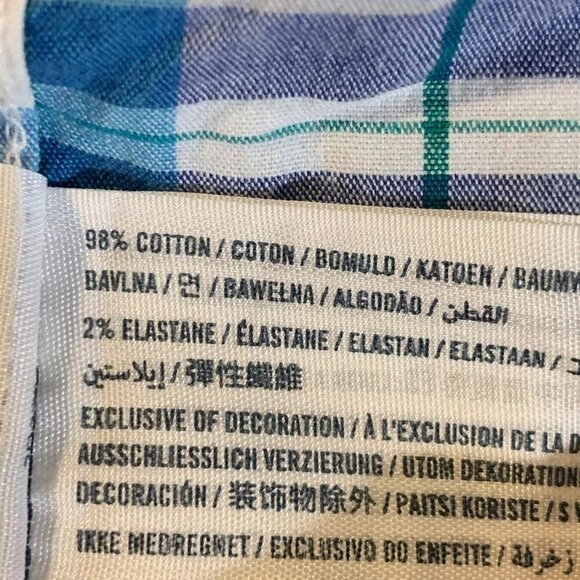 98% COTTON / COTON / BOMULD / KATOEN /
BAVLNA / 면 / BAWEŁNA / ALGODÃO / القطن
2% ELASTANE / ÉLASTANE / ELASTAN / ELASTAAN /
إيلاستين / 彈性纖維
EXCLUSIVE OF DECORATION / À L'EXCLUSION DE LA
AUSSCHLIESSLICH VERZIERUNG / UTOM DEKORATION
DECORACIÓN / 装饰物除外 / PAITSI KORISTE /
IKKE MEDREGNET / EXCLUSIVO DO ENFEITE / زخرفة